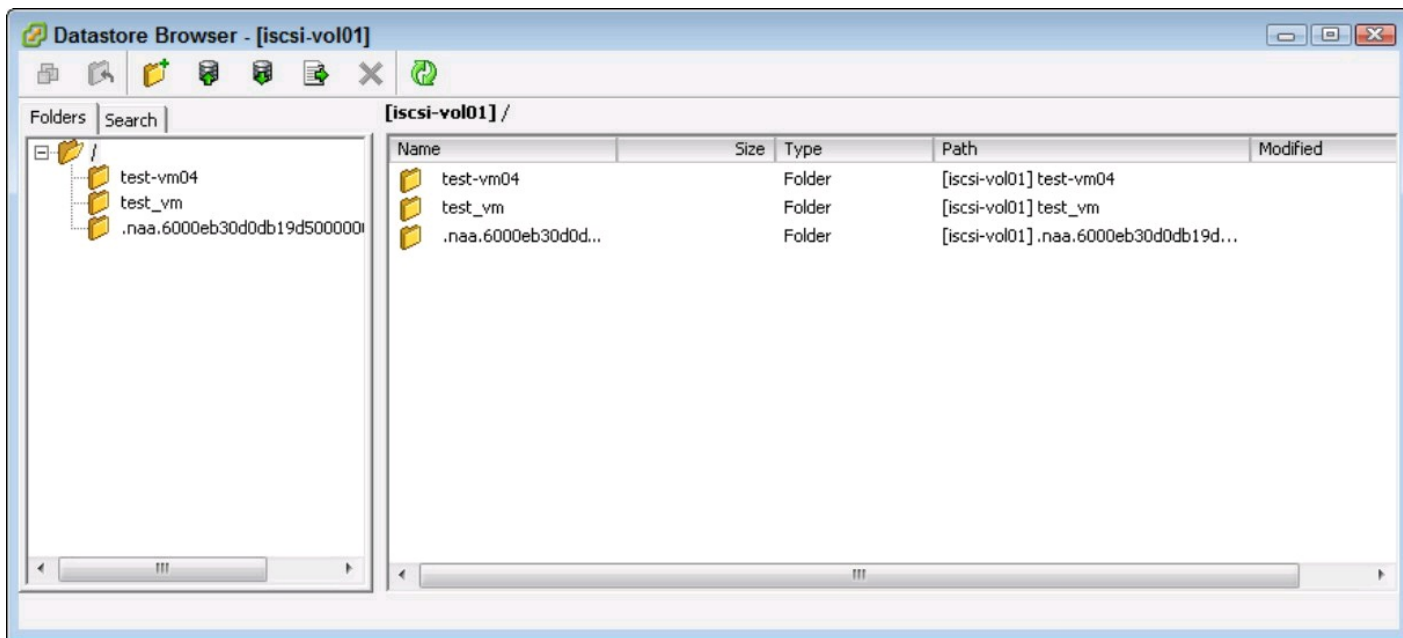 Datastore Browser - [iscsi-vol01]
Folders Search
[iscsi-vol01] /
/
test-vm04
test_vm
.naa.6000eb30d0db19d500000
Name Size Type Path Modified
test-vm04 Folder [iscsi-vol01] test-vm04
test_vm Folder [iscsi-vol01] test_vm
.naa.6000eb30d0d... Folder [iscsi-vol01] .naa.6000eb30d0db19d...